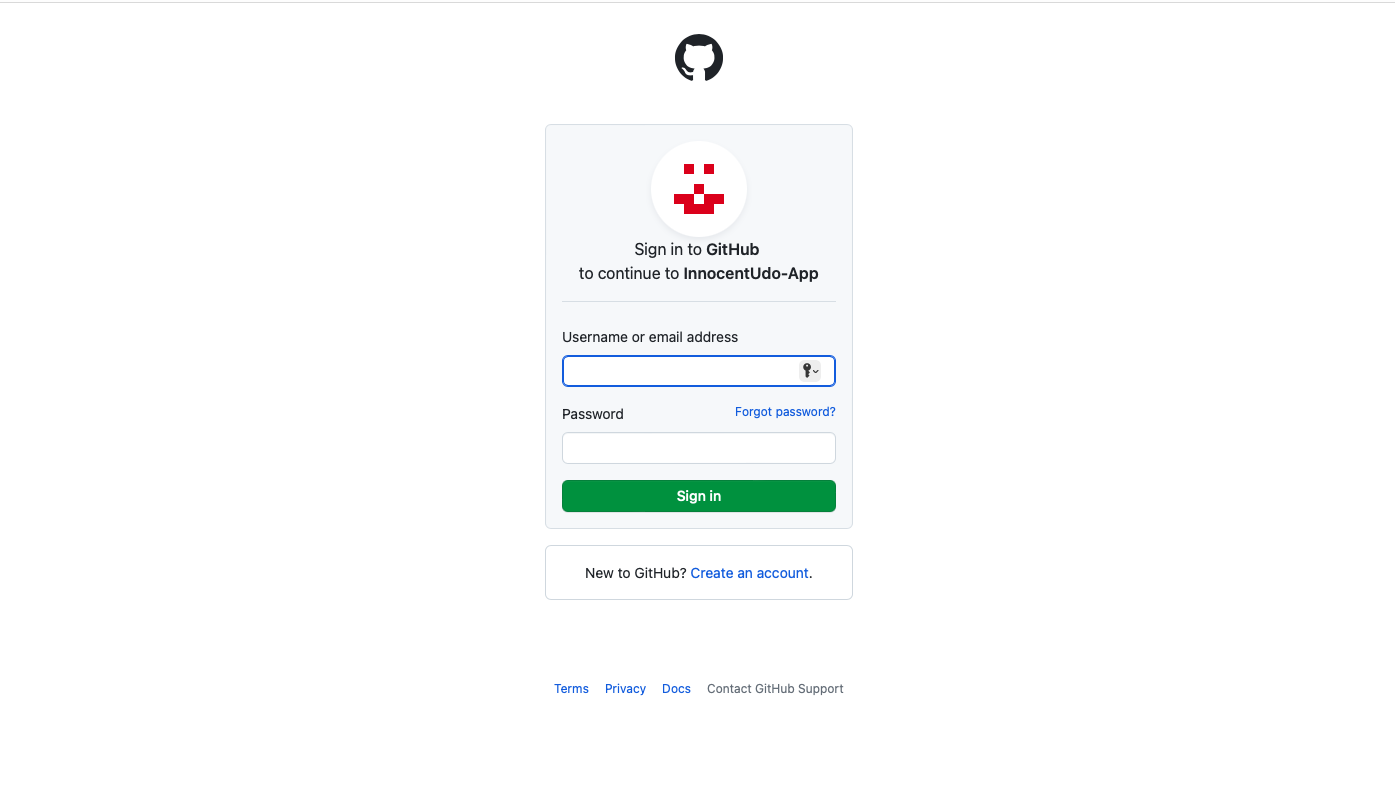 Sign in to GitHub
to continue to InnocentUdo-App
Username or email address
Password
Forgot password?
Sign in
New to GitHub? Create an account.
Terms Privacy Docs Contact GitHub Support